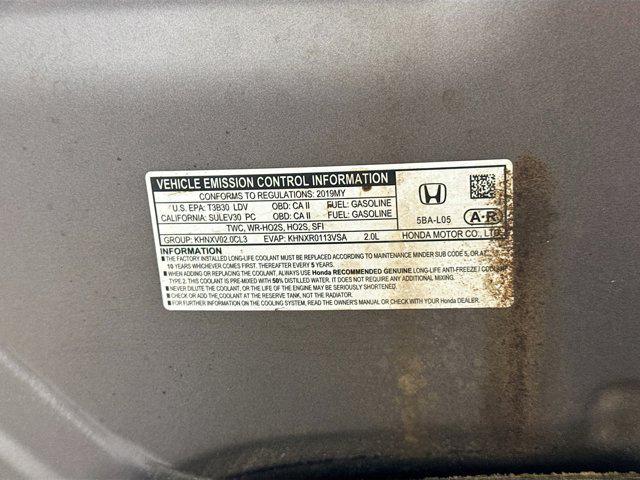 VEHICLE EMISSION CONTROL INFORMATION
CONFORMS TO REGULATIONS: 2019MY
U.S. EPA: T3B30 LDV OBD: CA II FUEL: GASOLINE
CALIFORNIA: SULEV30 PC OBD: CA II FUEL: GASOLINE
TWC, WR-HO2S, HO2S, SFI
GROUP: KHNXV02.0CL3 EVAP: KHNXR0113VSA 2.0L
5BA-L05 A-R
HONDA MOTOR CO., LTD.
INFORMATION
■ THE FACTORY INSTALLED LONG-LIFE COOLANT MUST BE REPLACED ACCORDING TO MAINTENANCE MINDER SUB CODE 5, OR AT
10 YEARS WHICHEVER COMES FIRST. THEREAFTER, REPLACE EVERY 5 YEARS.
■ WHEN ADDING OR REPLACING COOLANT, ALWAYS USE Honda RECOMMENDED GENUINE LONG-LIFE ANTI-FREEZE / COOLANT
TYPE 2. THIS COOLANT IS PRE-MIXED WITH 50% DISTILLED WATER, IT DOES NOT REQUIRE ANY ADDITIONAL MIXING.
■ NEVER DILUTE THE COOLANT, OR THE LIFE OF THE ENGINE MAY BE SERIOUSLY SHORTENED.
■ CHECK OR ADD THE COOLANT AT THE RESERVE TANK, NOT THE RADIATOR.
■ FOR FURTHER INFORMATION ON THE COOLING SYSTEM, READ THE OWNER'S MANUAL OR CHECK WITH YOUR Honda DEALER.